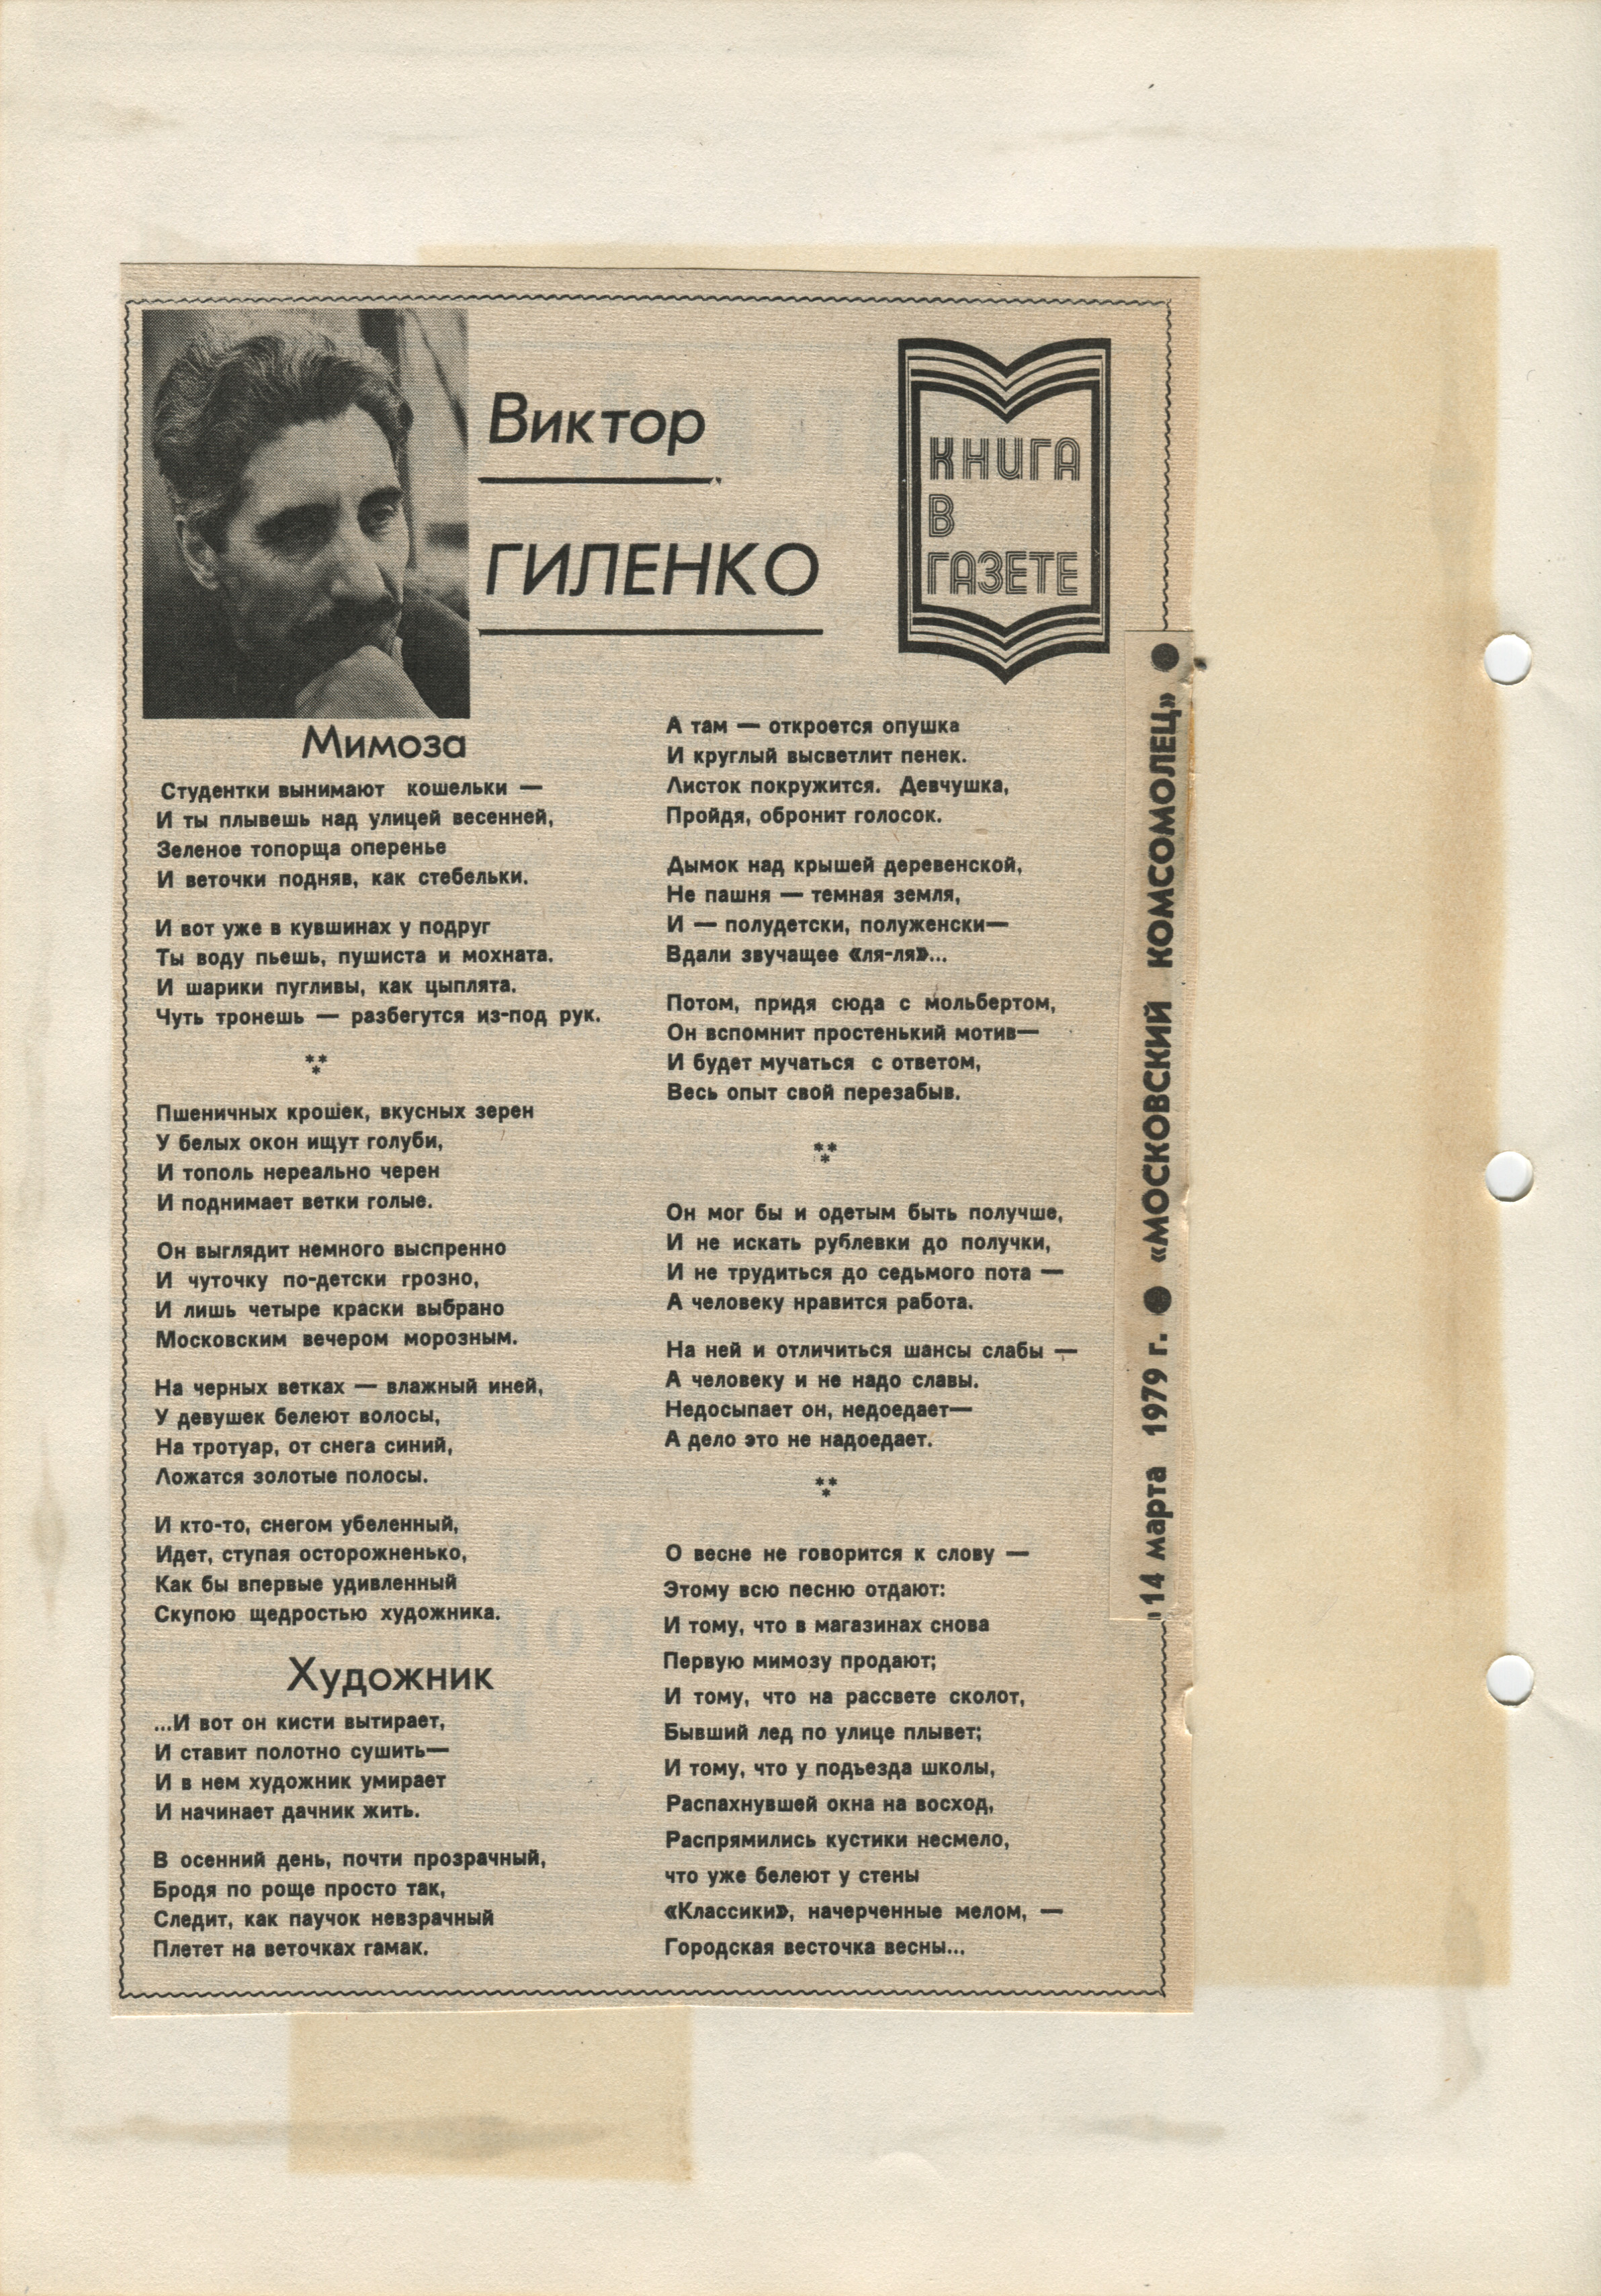 Виктор
ГИЛЕНКО
КНИГА
В
ГАЗЕТЕ
Мимоза
Студентки вынимают кошельки —
И ты плывешь над улицей весенней,
Зеленое топорща оперенье
И веточки подняв, как стебельки.
И вот уже в кувшинах у подруг
Ты воду пьешь, пушиста и мохната.
И шарики пугливы, как цыплята.
Чуть тронешь — разбегутся из-под рук.
***
Пшеничных крошек, вкусных зерен
У белых окон ищут голуби,
И тополь нереально черен
И поднимает ветки голые.
Он выглядит немного выспренно
И чуточку по-детски грозно,
И лишь четыре краски выбрано
Московским вечером морозным.
На черных ветках — влажный иней,
У девушек белеют волосы,
На тротуар, от снега синий,
Ложатся золотые полосы.
И кто-то, снегом убеленный,
Идет, ступая осторожненько,
Как бы впервые удивленный
Скупою щедростью художника.
Художник
...И вот он кисти вытирает,
И ставит полотно сушить—
И в нем художник умирает
И начинает дачник жить.
В осенний день, почти прозрачный,
Бродя по роще просто так,
Следит, как паучок невзрачный
Плетет на веточках гамак.
А там — откроется опушка
И круглый высветлит пенек.
Листок покружится. Девчушка,
Пройдя, обронит голосок.
Дымок над крышей деревенской,
Не пашня — темная земля,
И — полудетски, полуженски—
Вдали звучащее «ля-ля»...
Потом, придя сюда с мольбертом,
Он вспомнит простенький мотив—
И будет мучаться с ответом,
Весь опыт свой перезабыв.
***
Он мог бы и одетым быть получше,
И не искать рублевки до получки,
И не трудиться до седьмого пота —
А человеку нравится работа.
На ней и отличиться шансы слабы —
А человеку и не надо славы.
Недосыпает он, недоедает—
А дело это не надоедает.
***
О весне не говорится к слову —
Этому всю песню отдают:
И тому, что в магазинах снова
Первую мимозу продают;
И тому, что на рассвете сколот,
Бывший лед по улице плывет;
И тому, что у подъезда школы,
Распахнувшей окна на восход,
Распрямились кустики несмело,
что уже белеют у стены
«Классики», начерченные мелом, —
Городская весточка весны...
14 марта 1979 г. ● «МОСКОВСКИЙ КОМСОМОЛЕЦ» ●